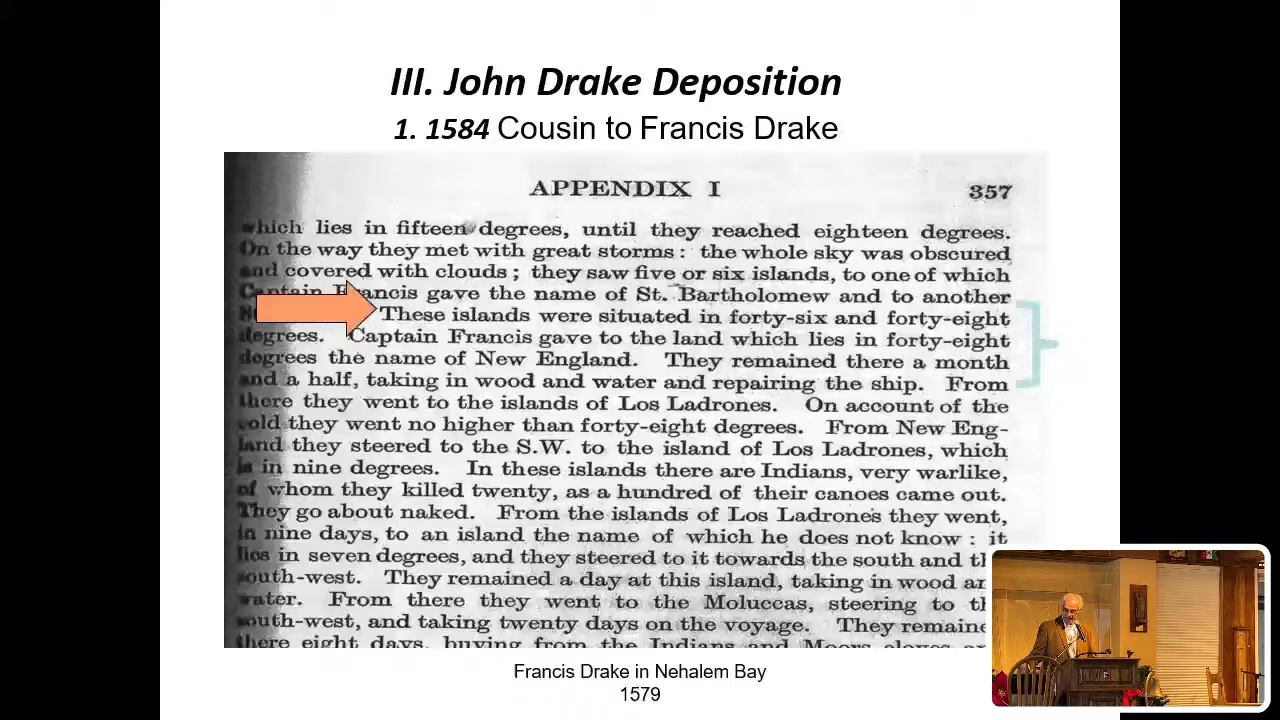 III. John Drake Deposition
1. 1584 Cousin to Francis Drake
APPENDIX I 357
which lies in fifteen degrees, until they reached eighteen degrees.
On the way they met with great storms : the whole sky was obscured
and covered with clouds ; they saw five or six islands, to one of which
Captain Francis gave the name of St. Bartholomew and to another
These islands were situated in forty-six and forty-eight
degrees. Captain Francis gave to the land which lies in forty-eight
degrees the name of New England. They remained there a month
and a half, taking in wood and water and repairing the ship. From
there they went to the islands of Los Ladrones. On account of the
cold they went no higher than forty-eight degrees. From New Eng-
land they steered to the S.W. to the island of Los Ladrones, which
is in nine degrees. In these islands there are Indians, very warlike,
of whom they killed twenty, as a hundred of their canoes came out.
They go about naked. From the islands of Los Ladrones they went,
in nine days, to an island the name of which he does not know : it
lies in seven degrees, and they steered to it towards the south and th
south-west. They remained a day at this island, taking in wood an
water. From there they went to the Moluccas, steering to th
south-west, and taking twenty days on the voyage. They remaine
there eight days, buying from the Indians and Moors
Francis Drake in Nehalem Bay
1579